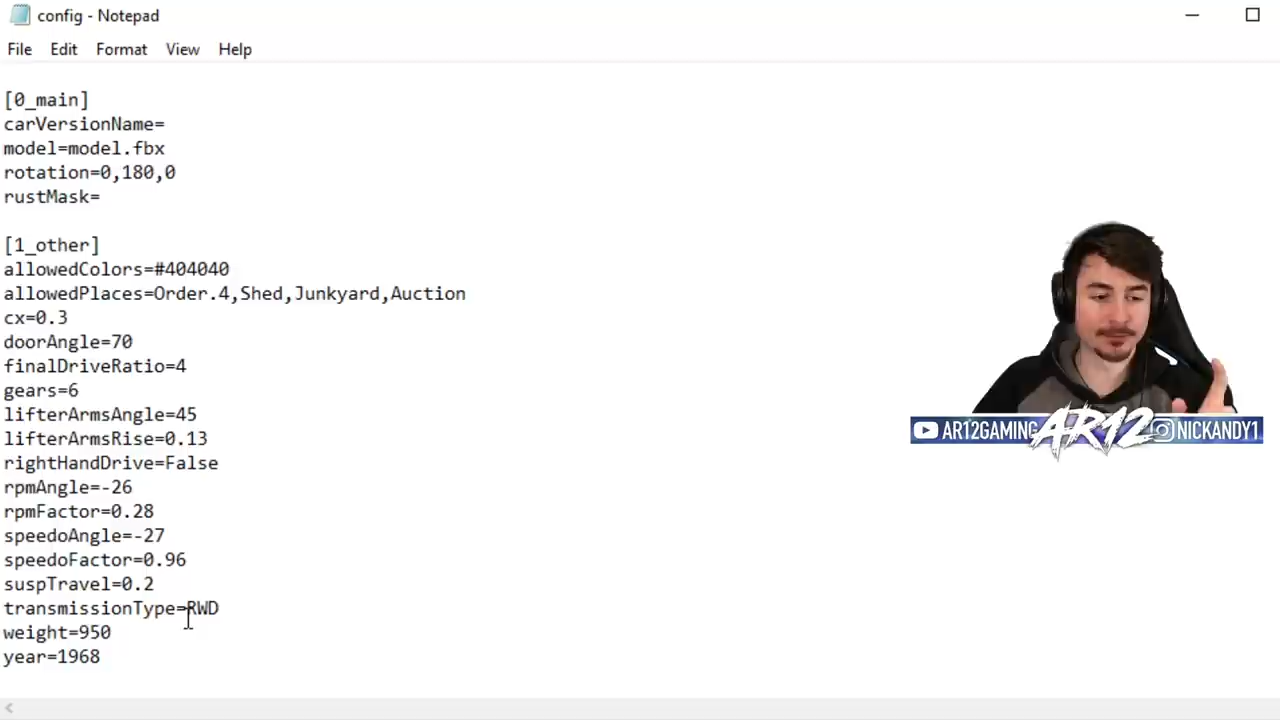 config - Notepad
File Edit Format View Help
[0_main]
carVersionName=
model=model.fbx
rotation=0,180,0
rustMask=
[1_other]
allowedColors=#404040
allowedPlaces=Order.4,Shed,Junkyard,Auction
cx=0.3
doorAngle=70
finalDriveRatio=4
gears=6
lifterArmsAngle=45
lifterArmsRise=0.13
rightHandDrive=False
rpmAngle=-26
rpmFactor=0.28
speedoAngle=-27
speedoFactor=0.96
suspTravel=0.2
transmissionType=RWD
weight=950
year=1968
AR12GAMING AR12 NICKANDY1